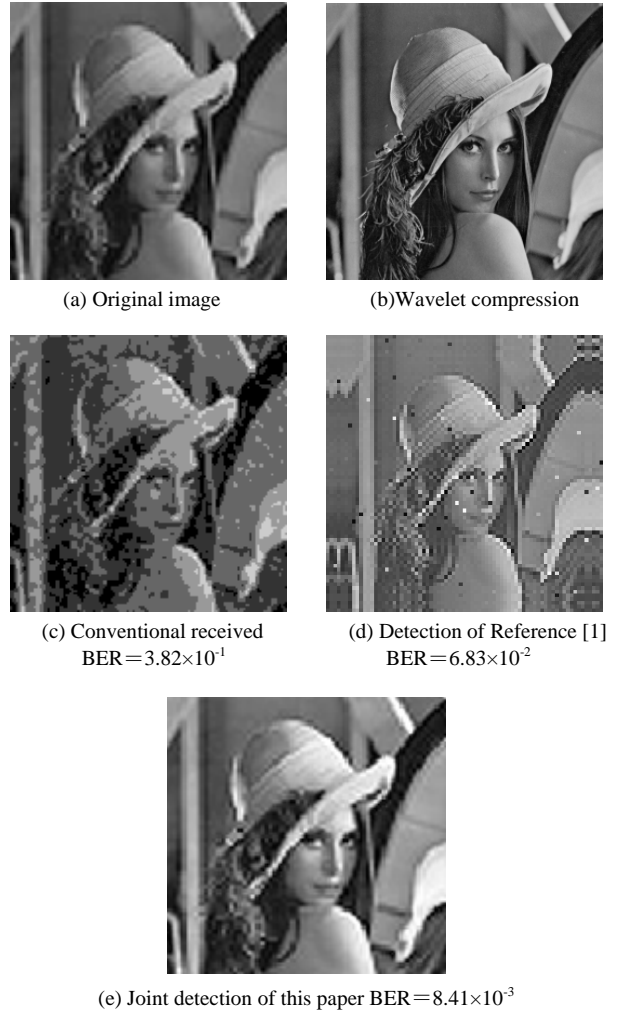 (a) Original image
(b)Wavelet compression
(c) Conventional received
BER＝3.82×10⁻¹
(d) Detection of Reference [1]
BER＝6.83×10⁻²
(e) Joint detection of this paper BER＝8.41×10⁻³